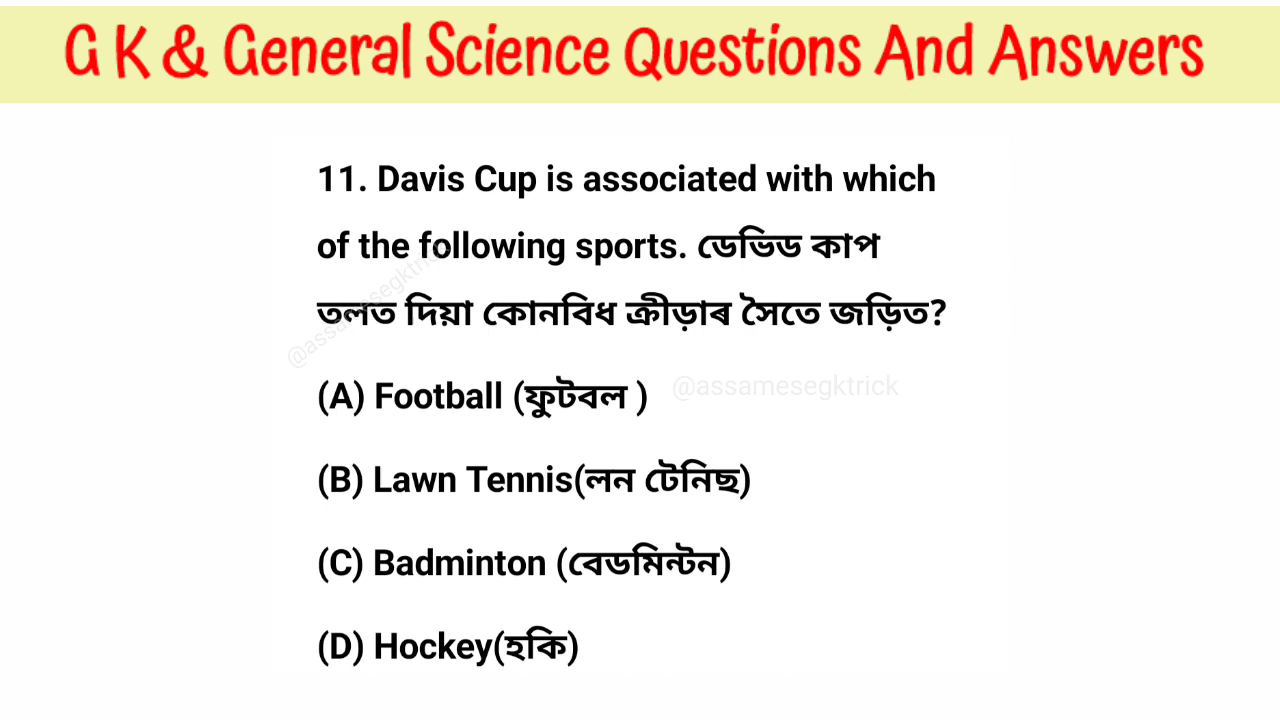 G K & General Science Questions And Answers
11. Davis Cup is associated with which
of the following sports. ডেভিড কাপ
তলত দিয়া কোনবিধ ক্ৰীড়াৰ সৈতে জড়িত?
@assamesegktrick
(A) Football (ফুটবল )
@assamesegktrick
(B) Lawn Tennis(লন টেনিছ)
(C) Badminton (বেডমিন্টন)
(D) Hockey(হকি)